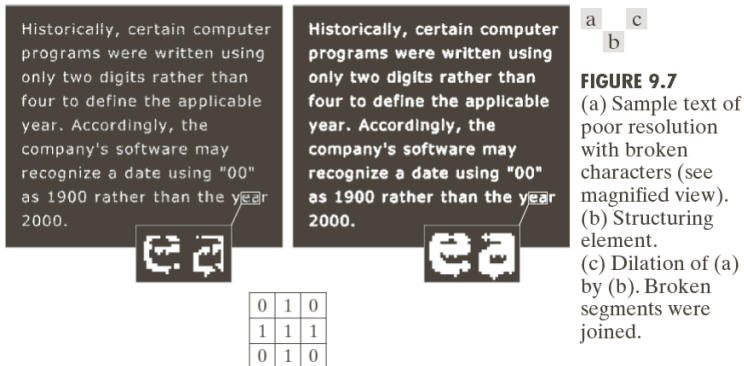 Historically, certain computer
programs were written using
only two digits rather than
four to define the applicable
year. Accordingly, the
company's software may
recognize a date using "00"
as 1900 rather than the year
2000.
e a
Historically, certain computer
programs were written using
only two digits rather than
four to define the applicable
year. Accordingly, the
company's software may
recognize a date using "00"
as 1900 rather than the year
2000.
e a
0 1 0
1 1 1
0 1 0
a c
b
FIGURE 9.7
(a) Sample text of
poor resolution
with broken
characters (see
magnified view).
(b) Structuring
element.
(c) Dilation of (a)
by (b). Broken
segments were
joined.